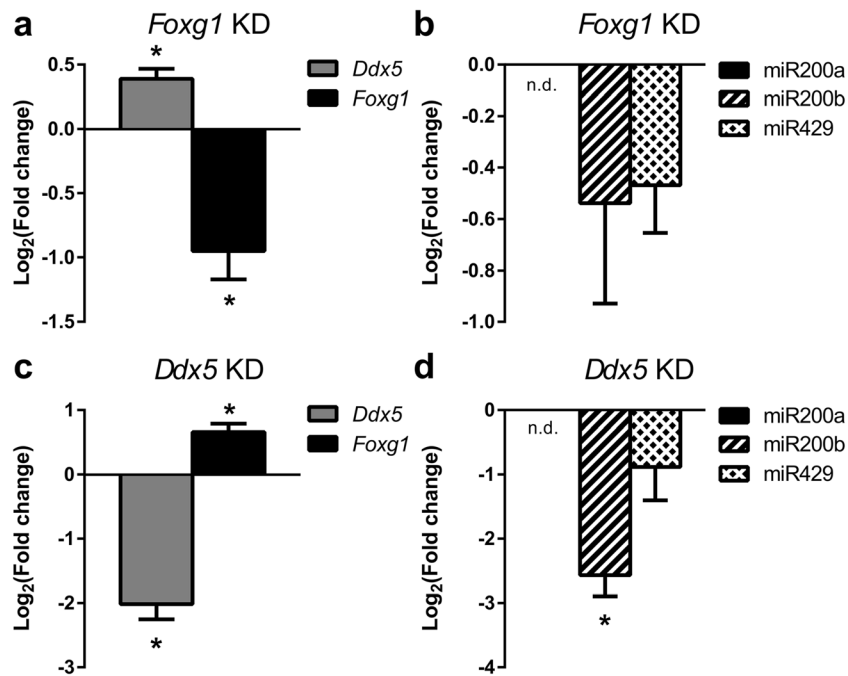 a
Foxg1 KD
Log₂(Fold change)
0.5
0.0
-0.5
-1.0
-1.5
*
*
Ddx5
Foxg1
b
Foxg1 KD
Log₂(Fold change)
0.0
-0.2
-0.4
-0.6
-0.8
-1.0
n.d.
miR200a
miR200b
miR429
c
Ddx5 KD
Log₂(Fold change)
1
0
-1
-2
-3
*
*
Ddx5
Foxg1
d
Ddx5 KD
Log₂(Fold change)
0
-1
-2
-3
-4
n.d.
*
miR200a
miR200b
miR429